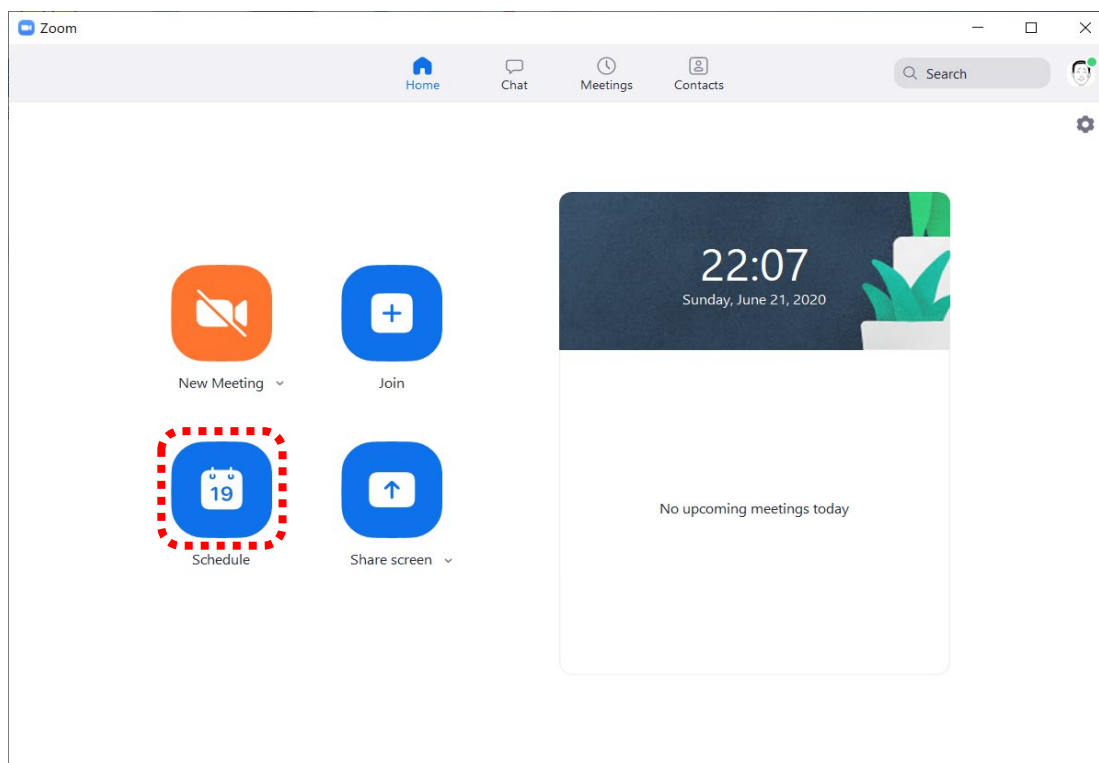 Zoom
Home Chat Meetings Contacts
Search
22:07
Sunday, June 21, 2020
New Meeting
Join
19
Schedule
Share screen
No upcoming meetings today